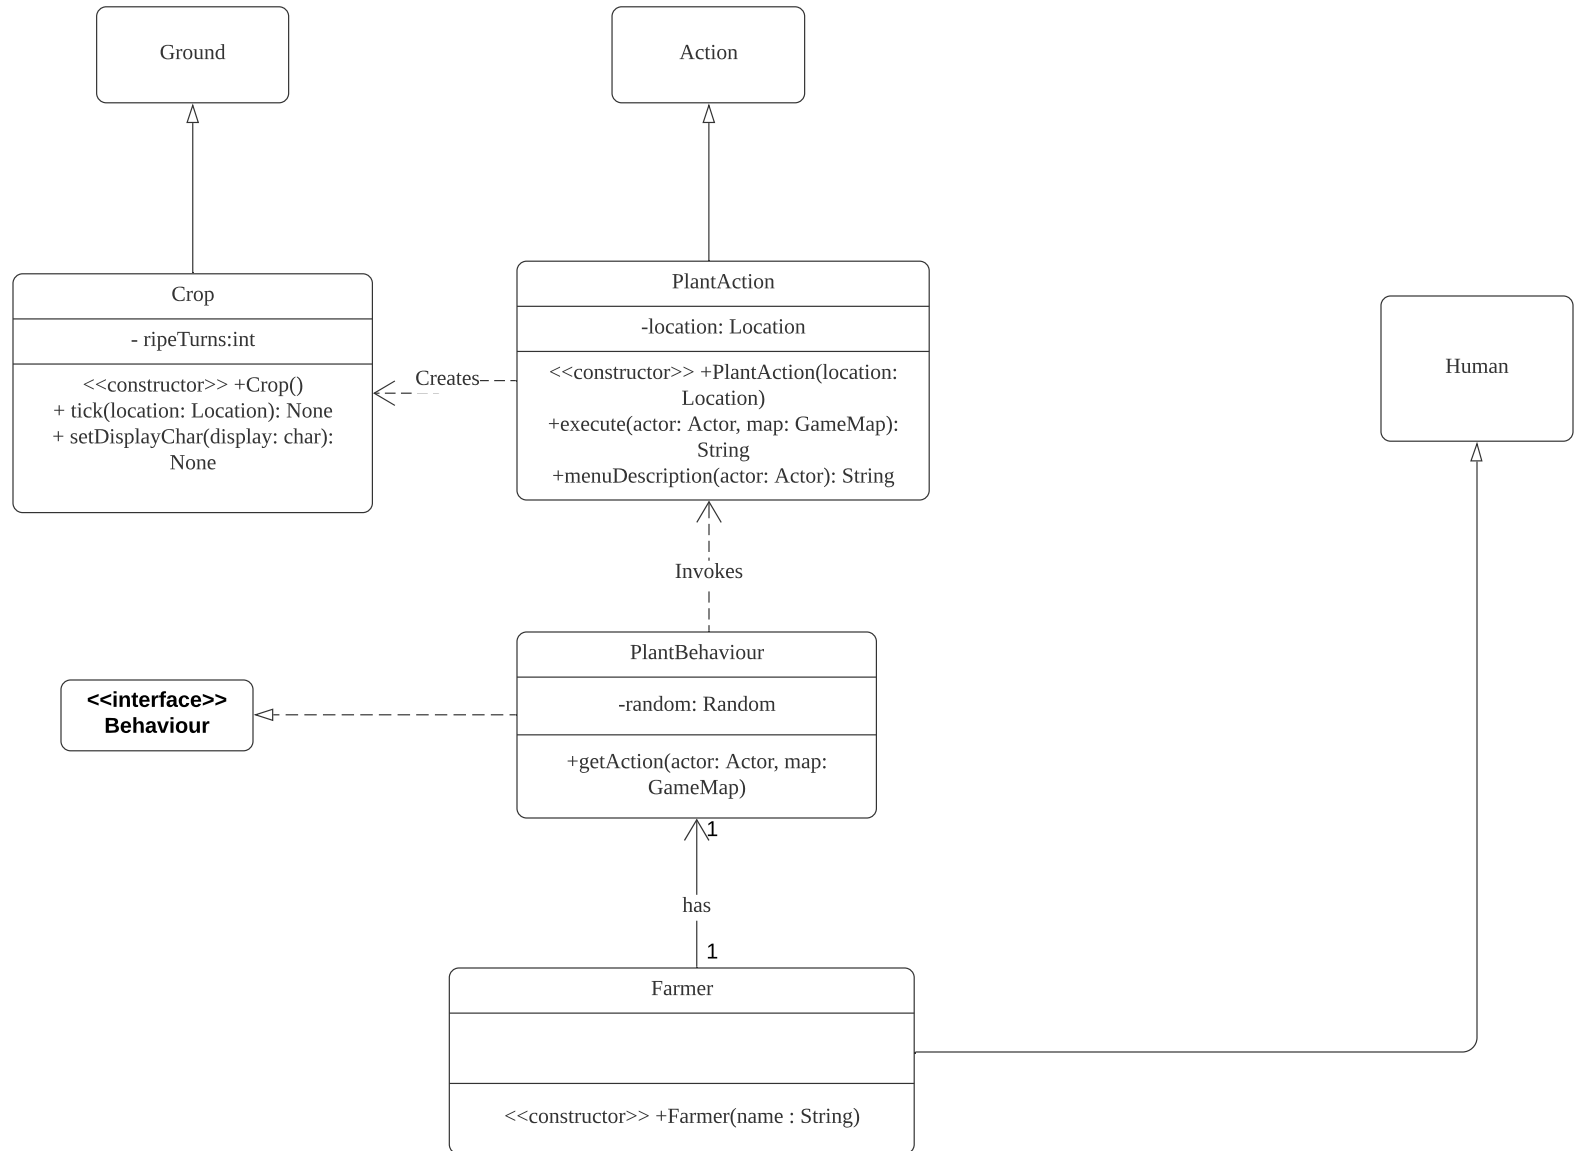 Ground
Action
Crop
- ripeTurns:int
<<constructor>> +Crop()
+ tick(location: Location): None
+ setDisplayChar(display: char):
None
Creates
PlantAction
-location: Location
<<constructor>> +PlantAction(location:
Location)
+execute(actor: Actor, map: GameMap):
String
+menuDescription(actor: Actor): String
Human
Invokes
<<interface>>
Behaviour
PlantBehaviour
-random: Random
+getAction(actor: Actor, map:
GameMap)
1
has
1
Farmer
<<constructor>> +Farmer(name : String)